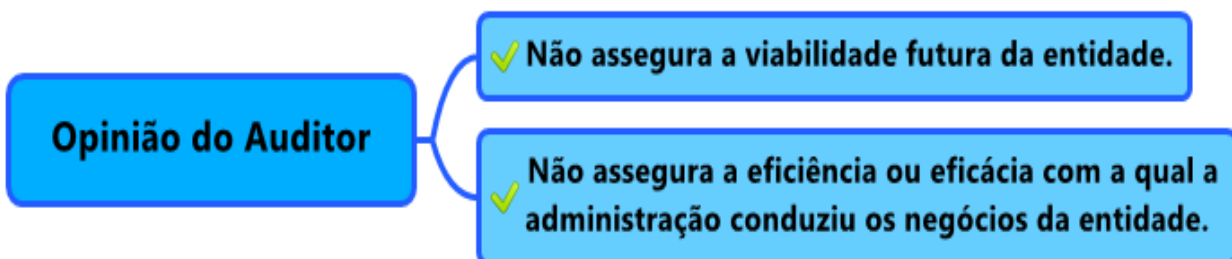 Opinião do Auditor
Não assegura a viabilidade futura da entidade.
Não assegura a eficiência ou eficácia com a qual a
administração conduziu os negócios da entidade.